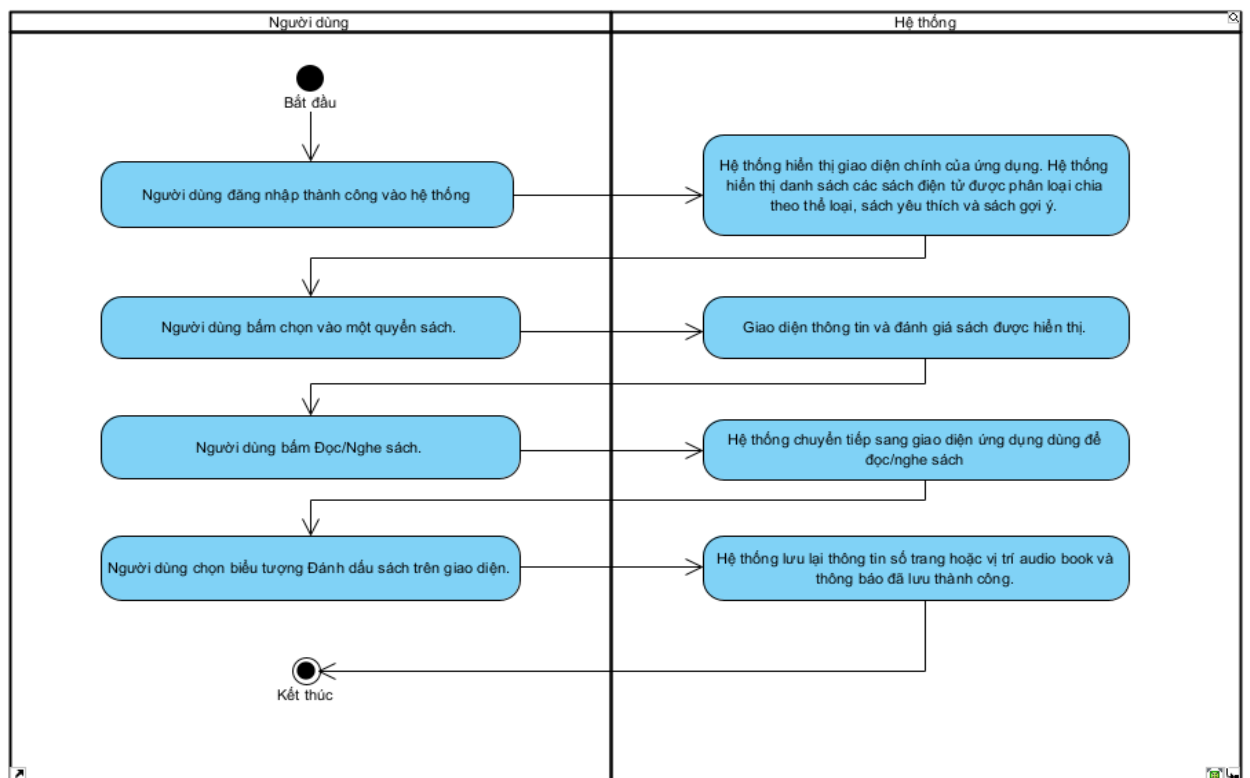 Người dùng
Hệ thống
Bắt đầu
Người dùng đăng nhập thành công vào hệ thống
Hệ thống hiển thị giao diện chính của ứng dụng. Hệ thống
hiển thị danh sách các sách điện tử được phân loại chia
theo thể loại, sách yêu thích và sách gợi ý.
Người dùng bấm chọn vào một quyển sách.
Giao diện thông tin và đánh giá sách được hiển thị.
Người dùng bấm Đọc/Nghe sách.
Hệ thống chuyển tiếp sang giao diện ứng dụng dùng để
đọc/nghe sách
Người dùng chọn biểu tượng Đánh dấu sách trên giao diện.
Hệ thống lưu lại thông tin số trang hoặc vị trí audio book và
thông báo đã lưu thành công.
Kết thúc